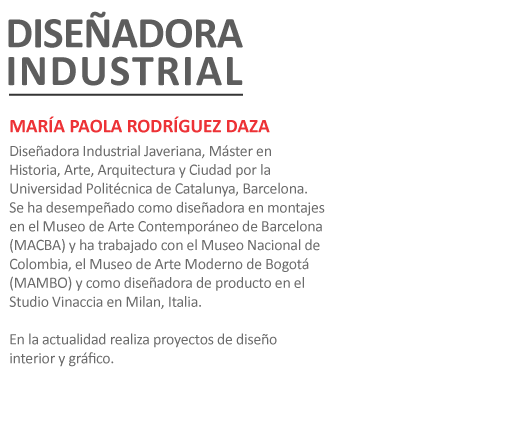 DISEÑADORA
INDUSTRIAL
MARÍA PAOLA RODRÍGUEZ DAZA
Diseñadora Industrial Javeriana, Máster en
Historia, Arte, Arquitectura y Ciudad por la
Universidad Politécnica de Catalunya, Barcelona.
Se ha desempeñado como diseñadora en montajes
en el Museo de Arte Contemporáneo de Barcelona
(MACBA) y ha trabajado con el Museo Nacional de
Colombia, el Museo de Arte Moderno de Bogotá
(MAMBO) y como diseñadora de producto en el
Studio Vinaccia en Milan, Italia.
En la actualidad realiza proyectos de diseño
interior y gráfico.